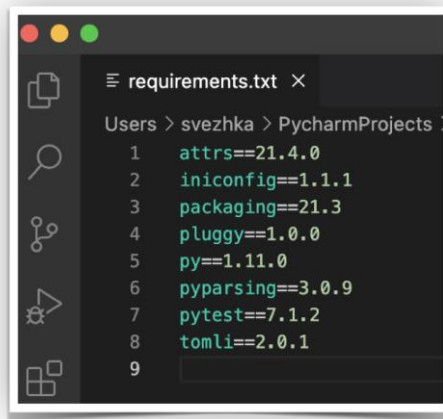 requirements.txt ×
Users > svezhka > PycharmProjects >
1 attrs==21.4.0
2 iniconfig==1.1.1
3 packaging==21.3
4 pluggy==1.0.0
5 py==1.11.0
6 pyparsing==3.0.9
7 pytest==7.1.2
8 tomli==2.0.1
9